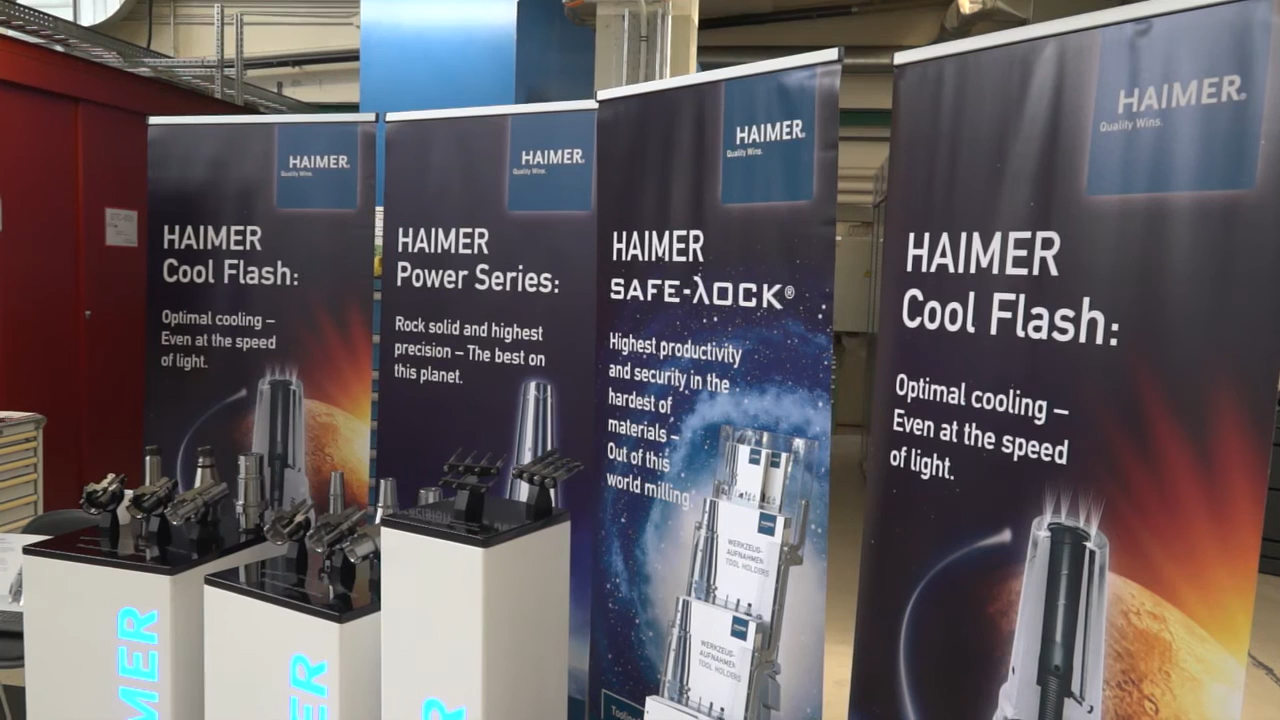 HAIMER®
Quality Wins.
HAIMER
Cool Flash:
Optimal cooling –
Even at the speed
of light.
HAIMER®
Quality Wins.
HAIMER
Power Series:
Rock solid and highest
precision – The best on
this planet.
HAIMER®
Quality Wins.
HAIMER
SAFE-λOCK®
Highest productivity
and security in the
hardest of
materials –
Out of this
world milling.
WERKZEUG-
AUFNAHMEN
TOOL HOLDERS
WERKZEUG-
AUFNAHMEN
TOOL HOLDERS
HAIMER®
Quality Wins.
HAIMER
Cool Flash:
Optimal cooling –
Even at the speed
of light.
MER
ER
R